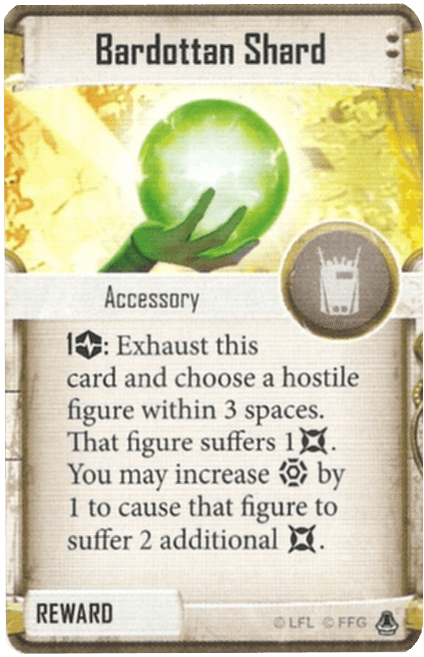 Bardottan Shard
Accessory
1: Exhaust this
card and choose a hostile
figure within 3 spaces.
That figure suffers 1.
You may increase by
1 to cause that figure to
suffer 2 additional.
REWARD
© LFL © FFG